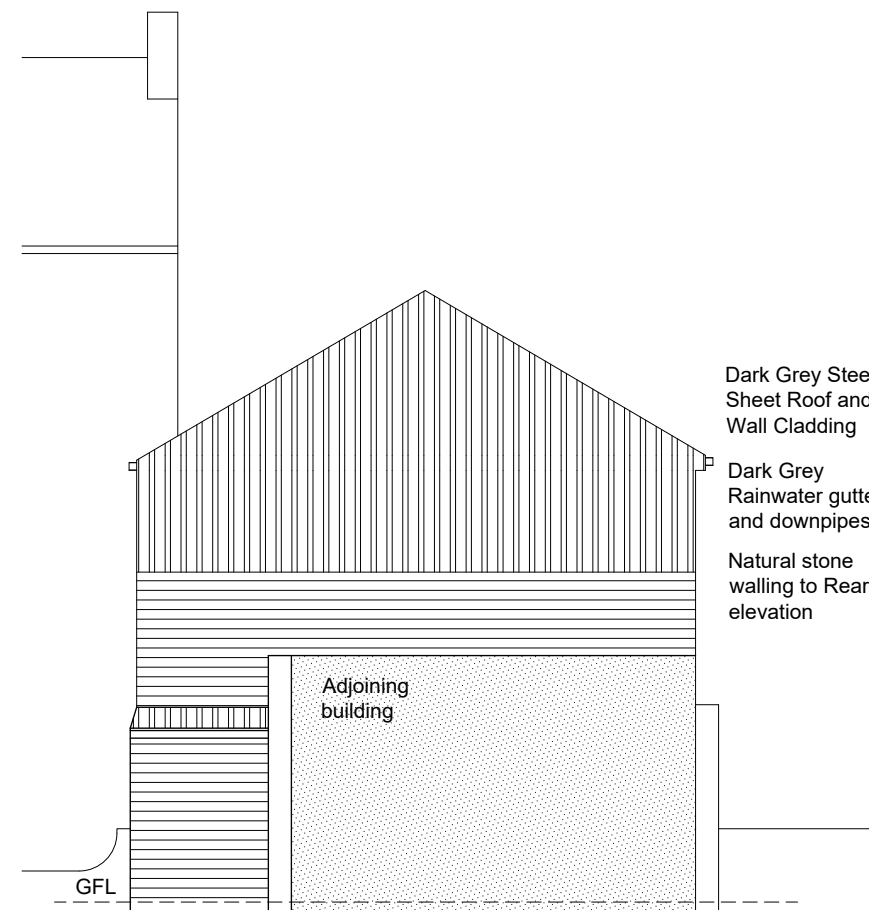 Dark Grey Stee
Sheet Roof and
Wall Cladding
Dark Grey
Rainwater gutte
and downpipes
Natural stone
walling to Rear
elevation
Adjoining
building
GFL